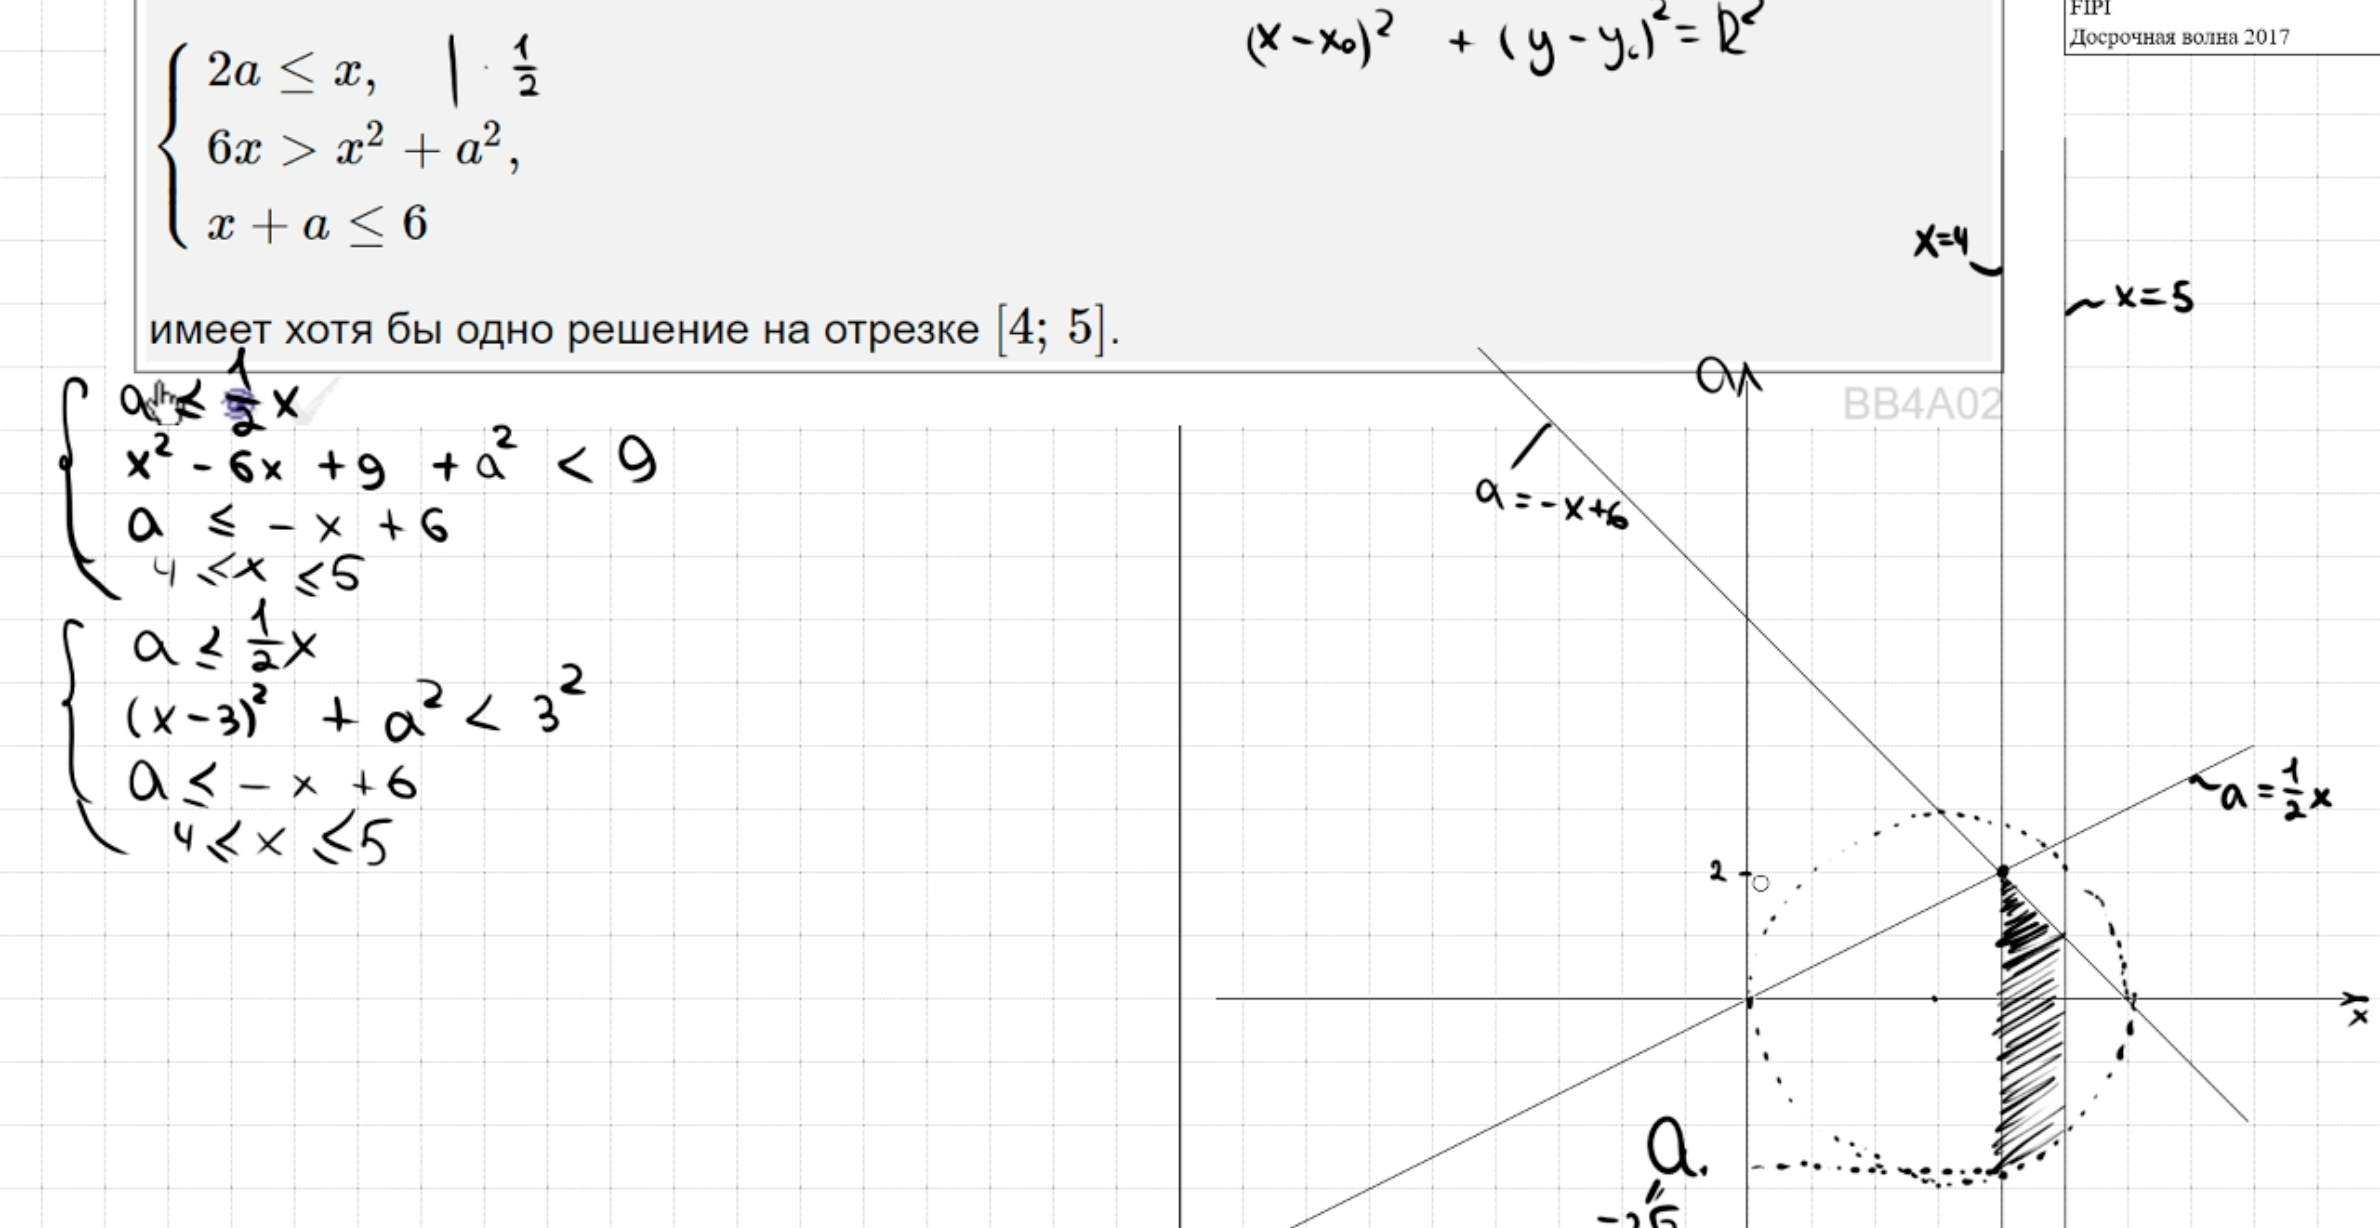 FIPI
Досрочная волна 2017
(x-x₀)² + (y-y₀)² = R²
2a ≤ x, | · 1/2
6x > x² + a²,
x + a ≤ 6
имеет хотя бы одно решение на отрезке [4; 5].
x=4
x=5
BB4A02
a ≤ 1/2 x
x² - 6x + 9 + a² < 9
a ≤ - x + 6
4 ≤ x ≤ 5
a ≤ 1/2 x
(x-3)² + a² < 3²
a ≤ - x + 6
4 ≤ x ≤ 5
a
a = -x+6
a = 1/2 x
2
x
a